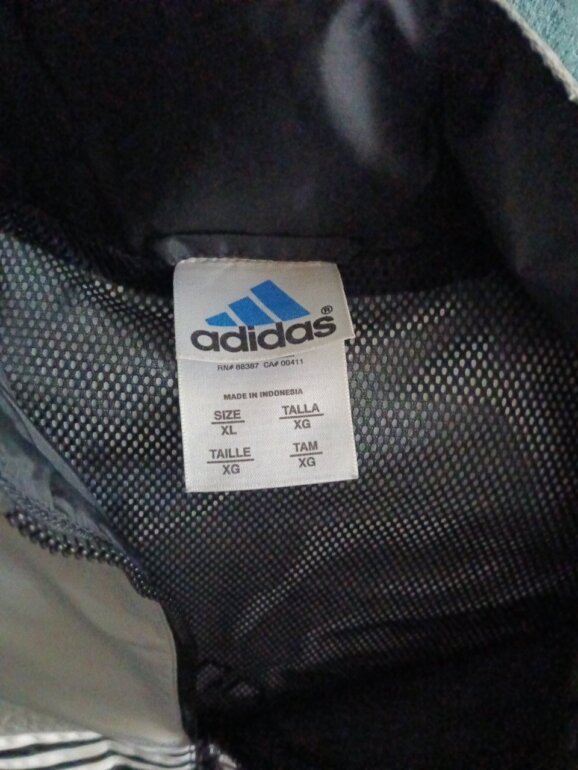 adidas®
RN# 88387 CA# 00411
MADE IN INDONESIA
SIZE TALLA
XL XG
TAILLE TAM
XG XG